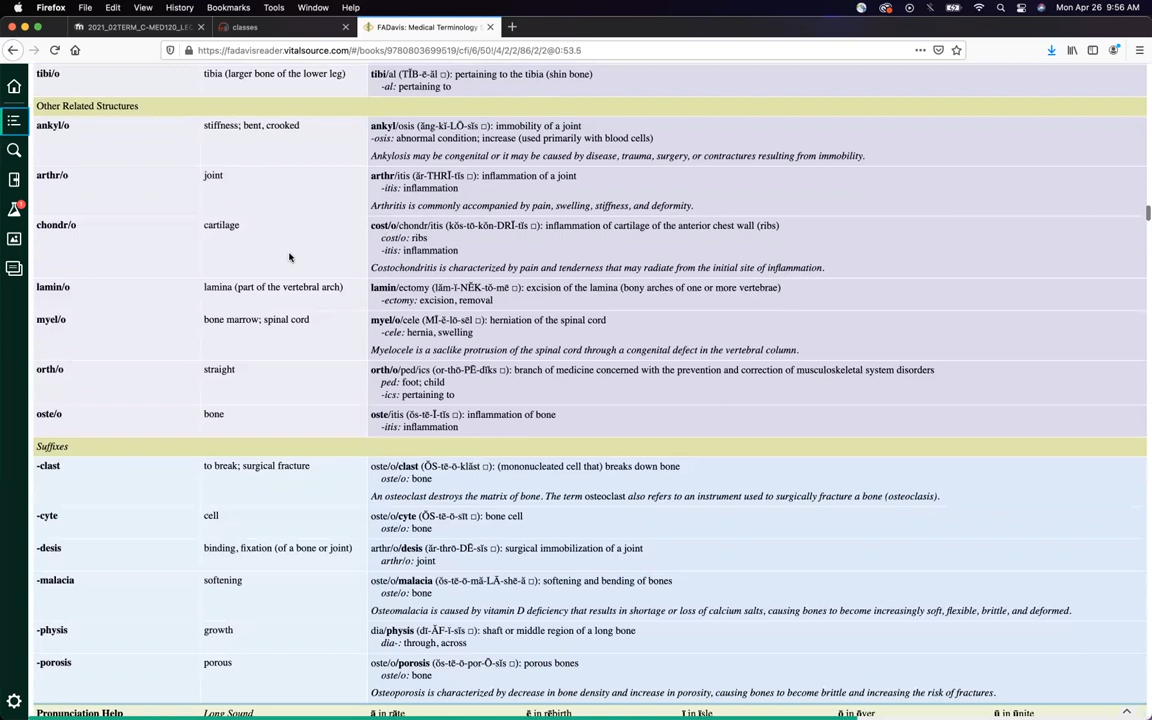 Firefox File Edit View History Bookmarks Tools Window Help Mon Apr 26 9:56 AM
2021_02TERM_C-MED120_LEC classes FADavis: Medical Terminology
https://fadavisreader.vitalsource.com/#/books/9780803699519/cfi/6/50!/4/2/2/86/2/2@0:53.5
tibi/o tibia (larger bone of the lower leg) tibi/al (TĬB-ē-ăl □): pertaining to the tibia (shin bone)
-al: pertaining to
Other Related Structures
ankyl/o stiffness; bent, crooked ankyl/osis (ăng-kĭ-LŌ-sĭs □): immobility of a joint
-osis: abnormal condition; increase (used primarily with blood cells)
Ankylosis may be congenital or it may be caused by disease, trauma, surgery, or contractures resulting from immobility.
arthr/o joint arthr/itis (ăr-THRĪ-tĭs □): inflammation of a joint
-itis: inflammation
Arthritis is commonly accompanied by pain, swelling, stiffness, and deformity.
chondr/o cartilage cost/o/chondr/itis (kŏs-tō-kŏn-DRĪ-tĭs □): inflammation of cartilage of the anterior chest wall (ribs)
cost/o: ribs
-itis: inflammation
Costochondritis is characterized by pain and tenderness that may radiate from the initial site of inflammation.
lamin/o lamina (part of the vertebral arch) lamin/ectomy (lăm-ĭ-NĔK-tō-mē □): excision of the lamina (bony arches of one or more vertebrae)
-ectomy: excision, removal
myel/o bone marrow; spinal cord myel/o/cele (MĪ-ĕ-lō-sēl □): herniation of the spinal cord
-cele: hernia, swelling
Myelocele is a saclike protrusion of the spinal cord through a congenital defect in the vertebral column.
orth/o straight orth/o/ped/ics (or-thō-PĒ-dĭks □): branch of medicine concerned with the prevention and correction of musculoskeletal system disorders
ped: foot; child
-ics: pertaining to
oste/o bone oste/itis (ŏs-tē-Ī-tĭs □): inflammation of bone
-itis: inflammation
Suffixes
-clast to break; surgical fracture oste/o/clast (ŎS-tē-ō-klăst □): (mononucleated cell that) breaks down bone
oste/o: bone
An osteoclast destroys the matrix of bone. The term osteoclast also refers to an instrument used to surgically fracture a bone (osteoclasis).
-cyte cell oste/o/cyte (ŎS-tē-ō-sīt □): bone cell
oste/o: bone
-desis binding, fixation (of a bone or joint) arthr/o/desis (ăr-thrō-DĒ-sĭs □): surgical immobilization of a joint
arthr/o: joint
-malacia softening oste/o/malacia (ŏs-tē-ō-mă-LĀ-shē-ă □): softening and bending of bones
oste/o: bone
Osteomalacia is caused by vitamin D deficiency that results in shortage or loss of calcium salts, causing bones to become increasingly soft, flexible, brittle, and deformed.
-physis growth dia/physis (dī-ĂF-ĭ-sĭs □): shaft or middle region of a long bone
dia-: through, across
-porosis porous oste/o/porosis (ŏs-tē-ō-por-Ō-sĭs □): porous bones
oste/o: bone
Osteoporosis is characterized by decrease in bone density and increase in porosity, causing bones to become brittle and increasing the risk of fractures.
Pronunciation Help Long Sound ā in rāte ē in rēbirth ī in īsle ō in ōver ū in ūnite